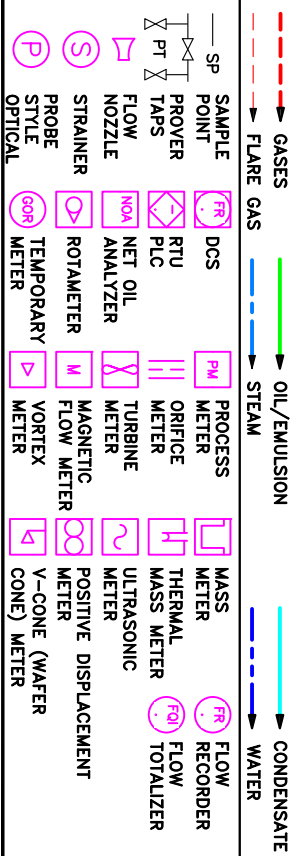 GASES
OIL/EMULSION
CONDENSATE
FLARE GAS
STEAM
WATER
SP
SAMPLE
POINT
FR
DCS
PM
PROCESS
METER
MASS
METER
FR
FLOW
RECORDER
PT
PROVER
TAPS
RTU
PLC
ORIFICE
METER
THERMAL
MASS METER
FQI
FLOW
TOTALIZER
FLOW
NOZZLE
NOA
NET OIL
ANALYZER
TURBINE
METER
ULTRASONIC
METER
S
STRAINER
ROTAMETER
M
MAGNETIC
FLOW METER
POSITIVE DISPLACEMENT
METER
P
PROBE
STYLE
OPTICAL
GOR
TEMPORARY
METER
VORTEX
METER
V-CONE (WAFER
CONE) METER